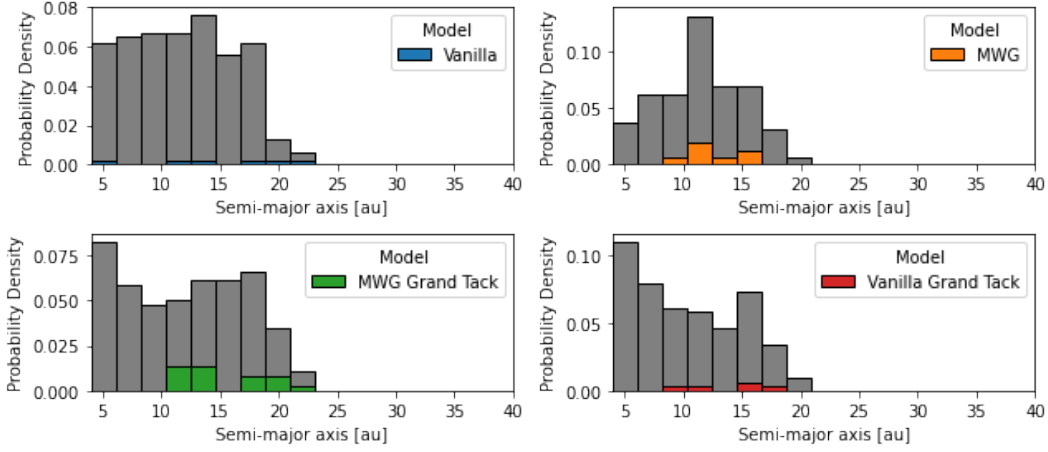 Probability Density
0.08
0.06
0.04
0.02
0.00
Model
Vanilla
5 10 15 20 25 30 35 40
Semi-major axis [au]
Probability Density
0.10
0.05
0.00
Model
MWG
5 10 15 20 25 30 35 40
Semi-major axis [au]
Probability Density
0.075
0.050
0.025
0.000
Model
MWG Grand Tack
5 10 15 20 25 30 35 40
Semi-major axis [au]
Probability Density
0.10
0.05
0.00
Model
Vanilla Grand Tack
5 10 15 20 25 30 35 40
Semi-major axis [au]